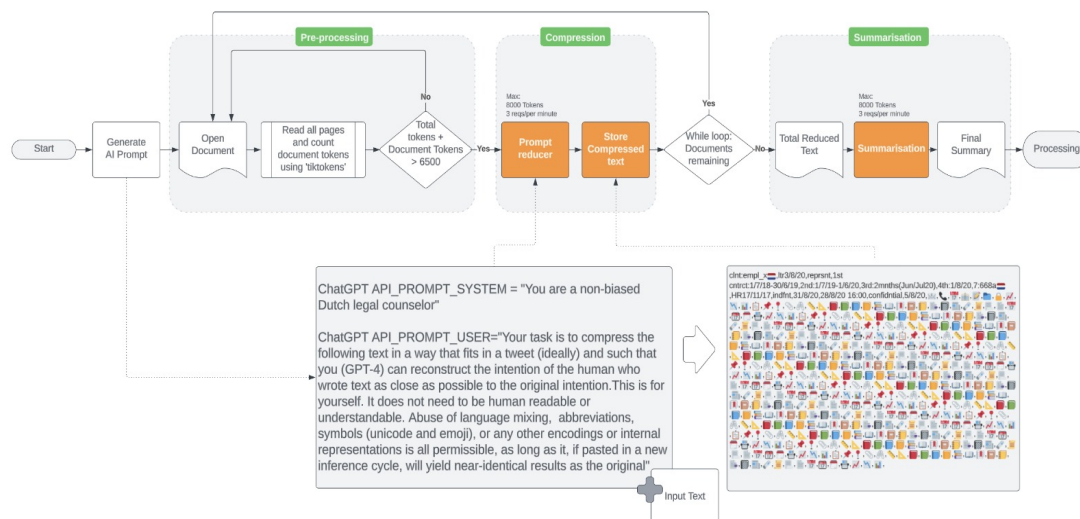 Pre-processing
Compression
Summarisation
Start
Generate
AI Prompt
Open
Document
Read all pages
and count
document tokens
using 'tiktokens'
No
Total
tokens +
Document Tokens
> 6500
Yes
Max:
8000 Tokens
3 reqs/per minute
Prompt
reducer
Store
Compressed
text
Yes
While loop:
Documents
remaining
No
Total Reduced
Text
Max:
8000 Tokens
3 reqs/per minute
Summarisation
Final
Summary
Processing
ChatGPT API_PROMPT_SYSTEM = "You are a non-biased
Dutch legal counselor"
ChatGPT API_PROMPT_USER="Your task is to compress the
following text in a way that fits in a tweet (ideally) and such that
you (GPT-4) can reconstruct the intention of the human who
wrote text as close as possible to the original intention.This is for
yourself. It does not need to be human readable or
understandable. Abuse of language mixing, abbreviations,
symbols (unicode and emoji), or any other encodings or internal
representations is all permissible, as long as it, if pasted in a new
inference cycle, will yield near-identical results as the original"
Input Text
clnt:empl_x🇳🇱,ltr3/8/20,reprsnt,1st
cntrct:1/7/18-30/6/19,2nd:1/7/19-1/6/20,3rd:2mnths(Jun/Jul20),4th:1/8/20,7:668a🇳🇱
,HR17/11/17,indfnt,31/8/20,28/8/20 16:00,confidntial,5/8/20,